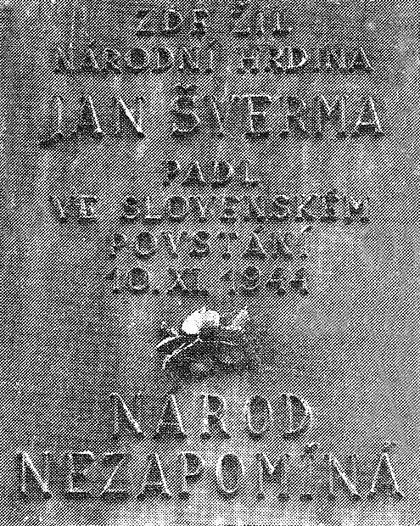 ZDE ŽIL
NÁRODNÍ HRDINA
JAN ŠVERMA
PADL
VE SLOVENSKÉM
POVSTÁNÍ
10. XI. 1944
NÁROD
NEZAPOMÍNÁ